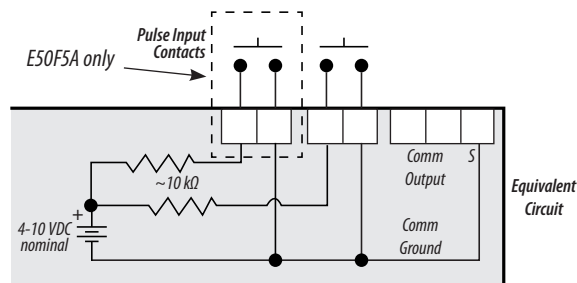 Pulse Input
Contacts
E50F5A only
~10 kΩ
Comm
Output
S
Equivalent
Circuit
+
4-10 VDC
nominal
Comm
Ground